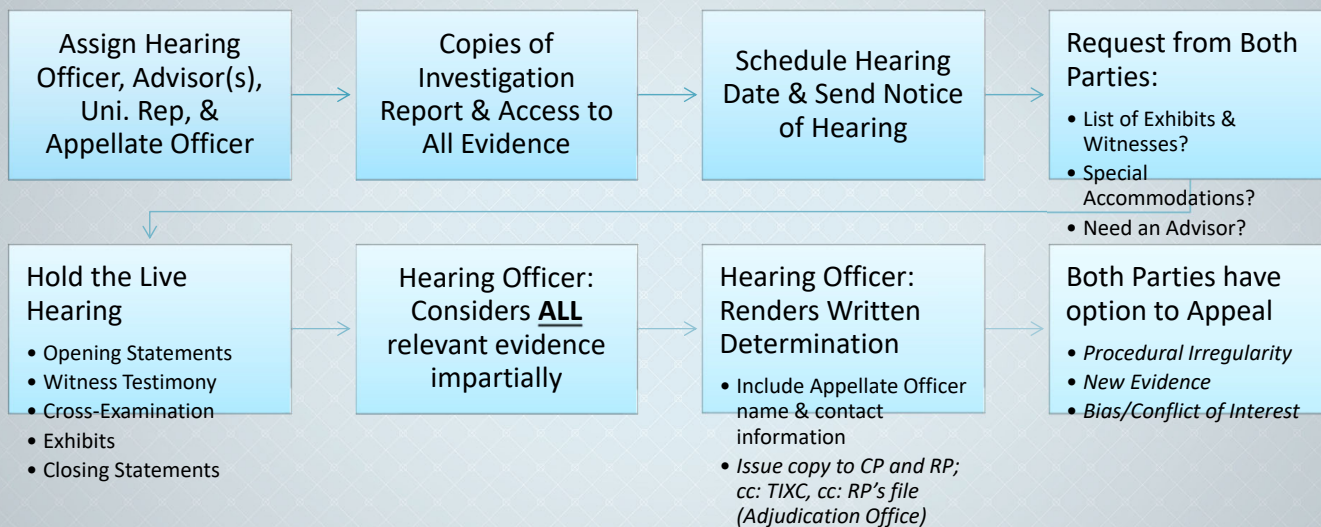 Assign Hearing
Officer, Advisor(s),
Uni. Rep, &
Appellate Officer
Copies of
Investigation
Report & Access to
All Evidence
Schedule Hearing
Date & Send Notice
of Hearing
Request from Both
Parties:
• List of Exhibits &
Witnesses?
• Special
Accommodations?
• Need an Advisor?
Hold the Live
Hearing
• Opening Statements
• Witness Testimony
• Cross-Examination
• Exhibits
• Closing Statements
Hearing Officer:
Considers ALL
relevant evidence
impartially
Hearing Officer:
Renders Written
Determination
• Include Appellate Officer
name & contact
information
• Issue copy to CP and RP;
cc: TIXC, cc: RP's file
(Adjudication Office)
Both Parties have
option to Appeal
• Procedural Irregularity
• New Evidence
• Bias/Conflict of Interest